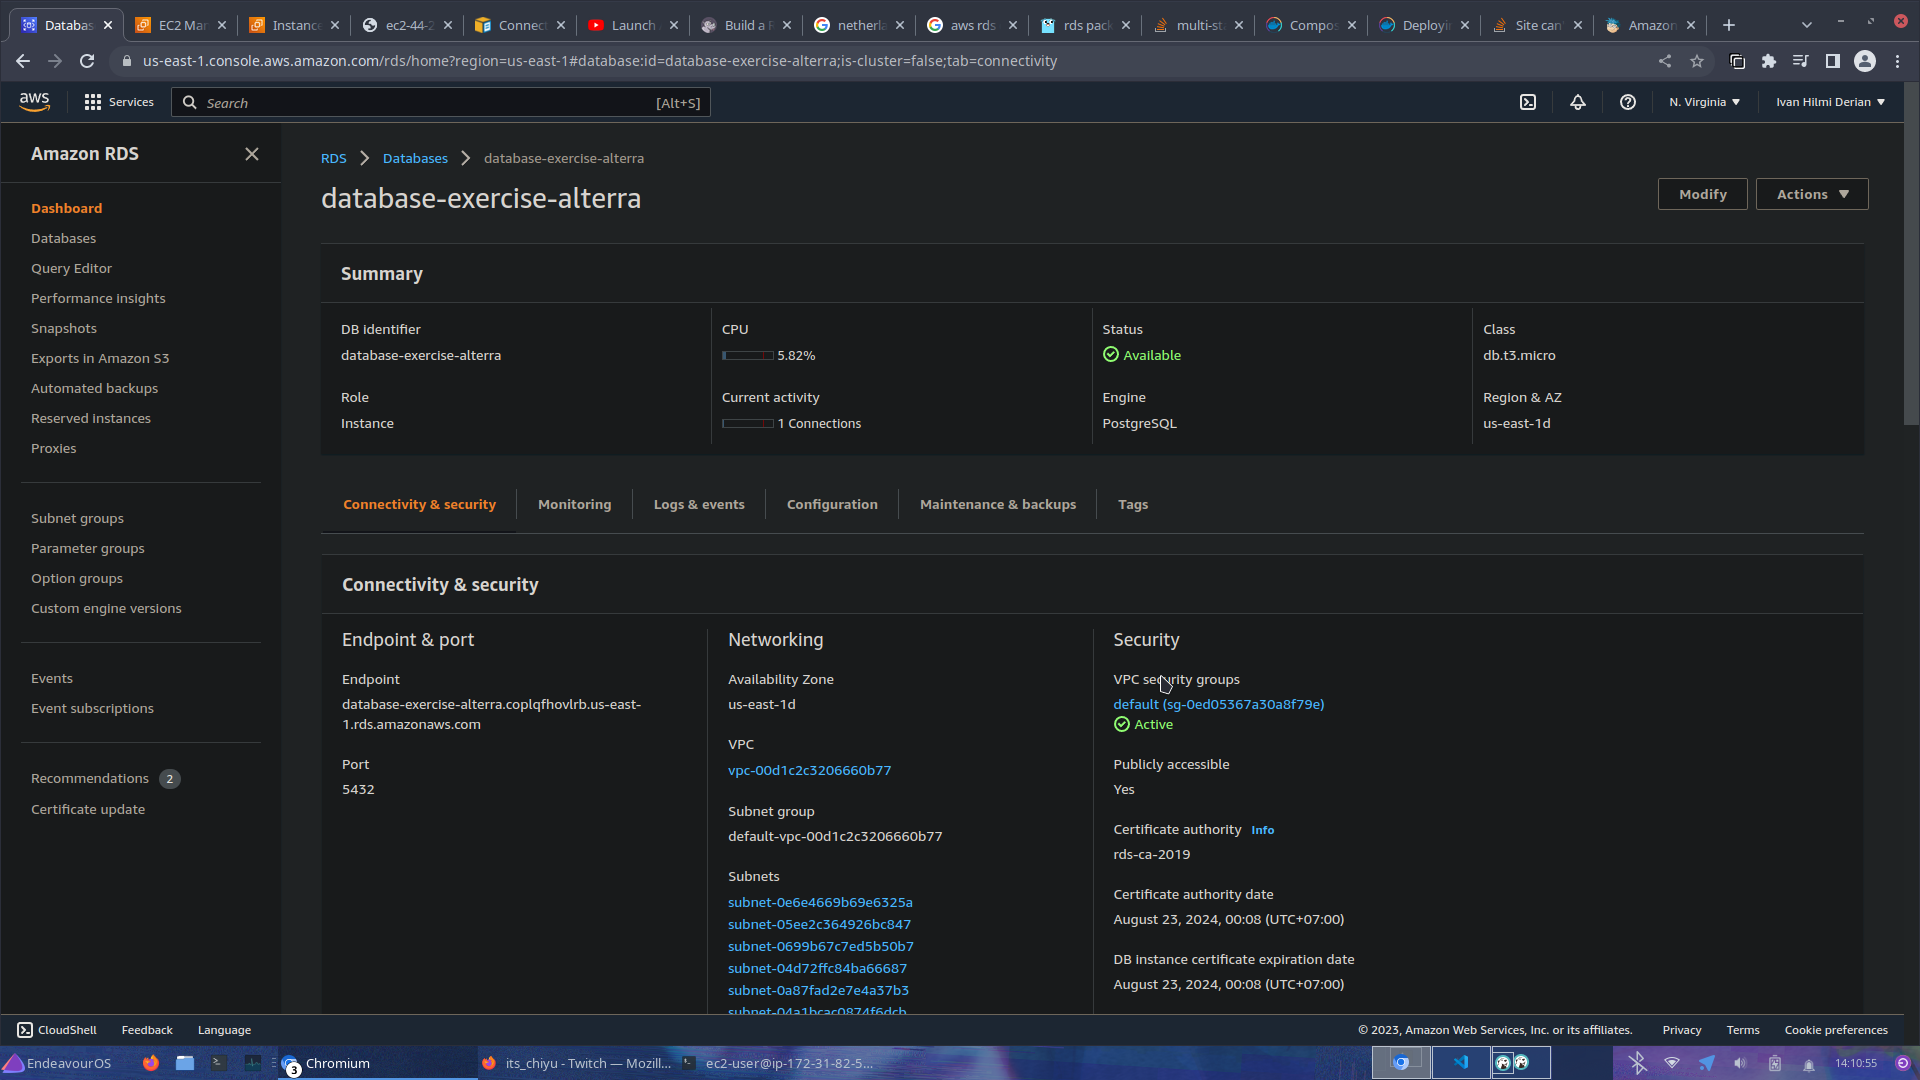 Databas
EC2 Mar
Instance
ec2-44-2
Connect
Launch
Build a R
netherla
aws rds
rds pack
multi-st
Compos
Deployin
Site can'
Amazon
us-east-1.console.aws.amazon.com/rds/home?region=us-east-1#database:id=database-exercise-alterra;is-cluster=false;tab=connectivity
aws
Services
Search
[Alt+S]
N. Virginia
Ivan Hilmi Derian
Amazon RDS
Dashboard
Databases
Query Editor
Performance insights
Snapshots
Exports in Amazon S3
Automated backups
Reserved instances
Proxies
Subnet groups
Parameter groups
Option groups
Custom engine versions
Events
Event subscriptions
Recommendations 2
Certificate update
RDS > Databases > database-exercise-alterra
database-exercise-alterra
Modify
Actions
Summary
DB identifier
database-exercise-alterra
CPU
5.82%
Status
Available
Class
db.t3.micro
Role
Instance
Current activity
1 Connections
Engine
PostgreSQL
Region & AZ
us-east-1d
Connectivity & security
Monitoring
Logs & events
Configuration
Maintenance & backups
Tags
Connectivity & security
Endpoint & port
Endpoint
database-exercise-alterra.coplqfhovlrb.us-east-
1.rds.amazonaws.com
Port
5432
Networking
Availability Zone
us-east-1d
VPC
vpc-00d1c2c3206660b77
Subnet group
default-vpc-00d1c2c3206660b77
Subnets
subnet-0e6e4669b69e6325a
subnet-05ee2c364926bc847
subnet-0699b67c7ed5b50b7
subnet-04d72ffc84ba66687
subnet-0a87fad2e7e4a37b3
subnet-04a1bcac0874f6dcb
Security
VPC security groups
default (sg-0ed05367a30a8f79e)
Active
Publicly accessible
Yes
Certificate authority Info
rds-ca-2019
Certificate authority date
August 23, 2024, 00:08 (UTC+07:00)
DB instance certificate expiration date
August 23, 2024, 00:08 (UTC+07:00)
CloudShell
Feedback
Language
© 2023, Amazon Web Services, Inc. or its affiliates.
Privacy
Terms
Cookie preferences
EndeavourOS
3
Chromium
its_chiyu - Twitch — Mozill...
ec2-user@ip-172-31-82-5...
14:10:55